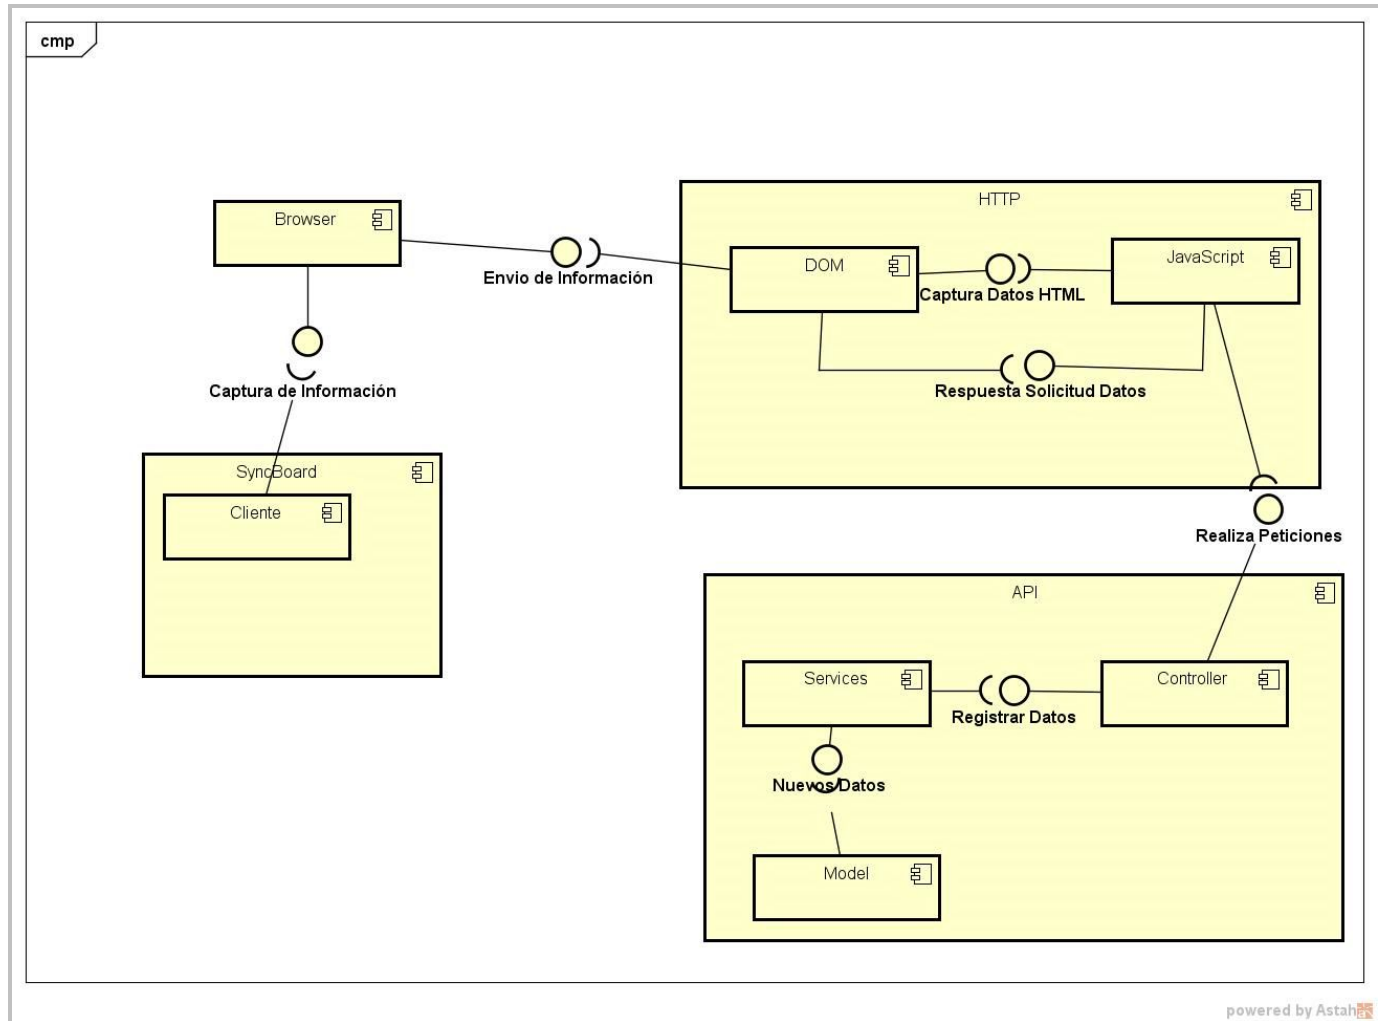 cmp
HTTP
Browser
DOM
JavaScript
Envio de Información
Captura Datos HTML
Captura de Información
Respuesta Solicitud Datos
SyncBoard
Cliente
Realiza Peticiones
API
Services
Controller
Registrar Datos
Nuevos Datos
Model
powered by Astah